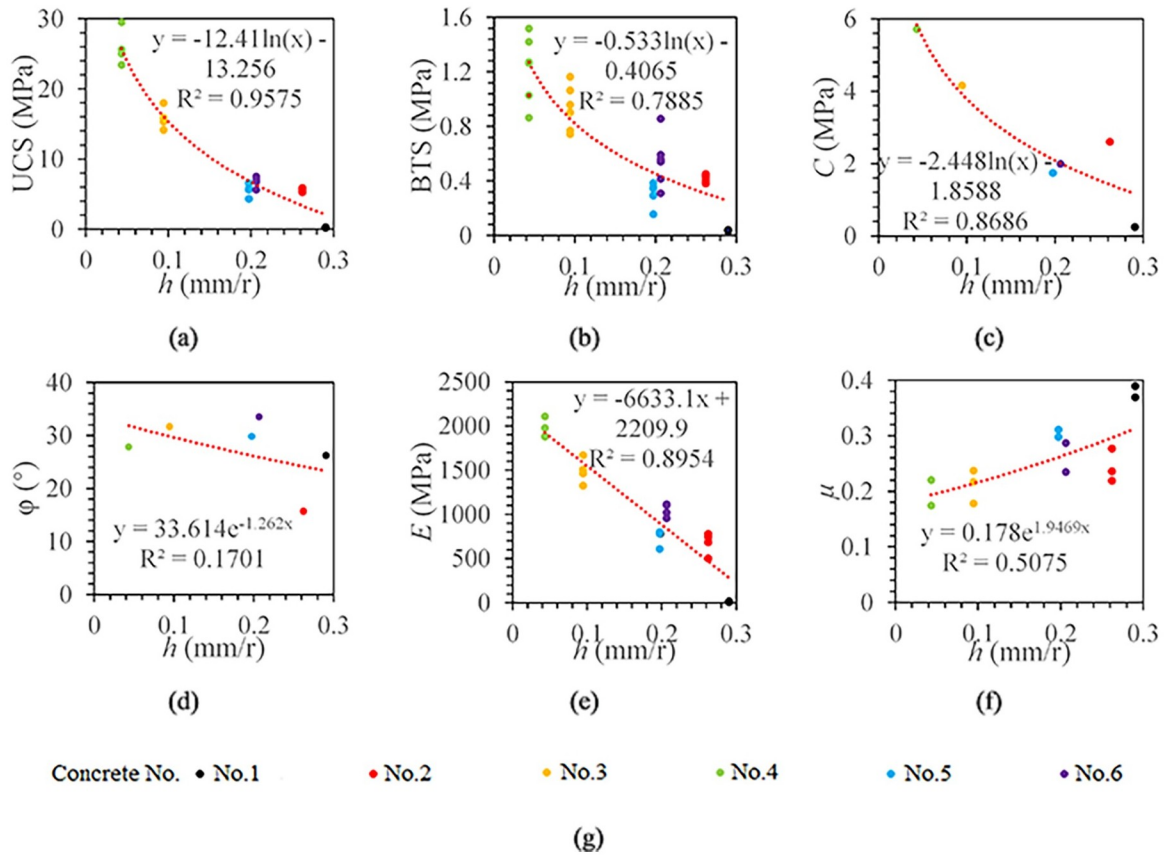 30
20
10
0
UCS (MPa)
y = -12.41ln(x) -
13.256
R² = 0.9575
0 0.1 0.2 0.3
h (mm/r)
(a)
1.6
1.2
0.8
0.4
0
BTS (MPa)
y = -0.533ln(x) -
0.4065
R² = 0.7885
0 0.1 0.2 0.3
h (mm/r)
(b)
6
4
2
0
C (MPa)
y = -2.448ln(x) -
1.8588
R² = 0.8686
0 0.1 0.2 0.3
h (mm/r)
(c)
40
30
20
10
0
φ (°)
y = 33.614e^-1.262x
R² = 0.1701
0 0.1 0.2 0.3
h (mm/r)
(d)
2500
2000
1500
1000
500
0
E (MPa)
y = -6633.1x +
2209.9
R² = 0.8954
0 0.1 0.2 0.3
h (mm/r)
(e)
0.4
0.3
0.2
0.1
0
μ
y = 0.178e^1.9469x
R² = 0.5075
0 0.1 0.2 0.3
h (mm/r)
(f)
Concrete No. No.1 No.2 No.3 No.4 No.5 No.6
(g)